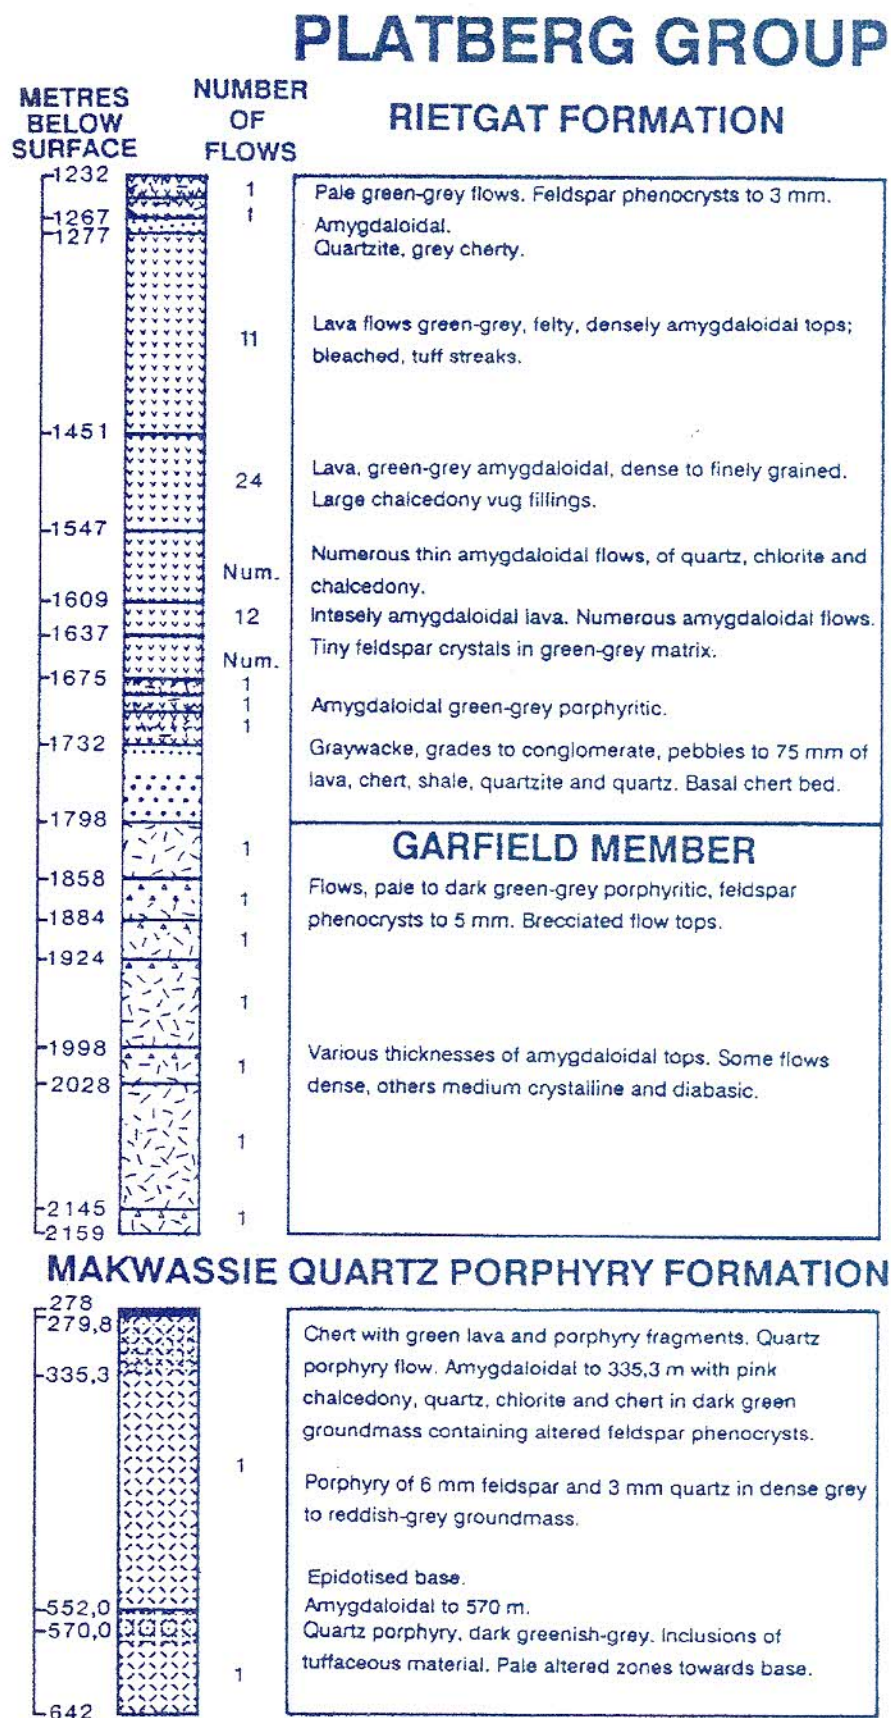 PLATBERG GROUP
METRES BELOW SURFACE
NUMBER OF FLOWS
RIETGAT FORMATION
1232
1
Pale green-grey flows. Feldspar phenocrysts to 3 mm.
1267
1
Amygdaloidal.
1277
Quartzite, grey cherty.
11
Lava flows green-grey, felty, densely amygdaloidal tops;
bleached, tuff streaks.
1451
24
Lava, green-grey amygdaloidal, dense to finely grained.
Large chalcedony vug fillings.
1547
Num.
Numerous thin amygdaloidal flows, of quartz, chlorite and
chalcedony.
1609
12
Intesely amygdaloidal lava. Numerous amygdaloidal flows.
1637
Num.
Tiny feldspar crystals in green-grey matrix.
1675
1
1
Amygdaloidal green-grey porphyritic.
1
1732
Graywacke, grades to conglomerate, pebbles to 75 mm of
lava, chert, shale, quartzite and quartz. Basal chert bed.
1798
1
GARFIELD MEMBER
1858
Flows, pale to dark green-grey porphyritic, feldspar
1
phenocrysts to 5 mm. Brecciated flow tops.
1884
1
1924
1
1998
Various thicknesses of amygdaloidal tops. Some flows
1
dense, others medium crystalline and diabasic.
2028
1
2145
1
2159
MAKWASSIE QUARTZ PORPHYRY FORMATION
278
279,8
Chert with green lava and porphyry fragments. Quartz
porphyry flow. Amygdaloidal to 335,3 m with pink
335,3
chalcedony, quartz, chlorite and chert in dark green
groundmass containing altered feldspar phenocrysts.
1
Porphyry of 6 mm feldspar and 3 mm quartz in dense grey
to reddish-grey groundmass.
Epidotised base.
552,0
Amygdaloidal to 570 m.
570,0
Quartz porphyry, dark greenish-grey. Inclusions of
tuffaceous material. Pale altered zones towards base.
1
642